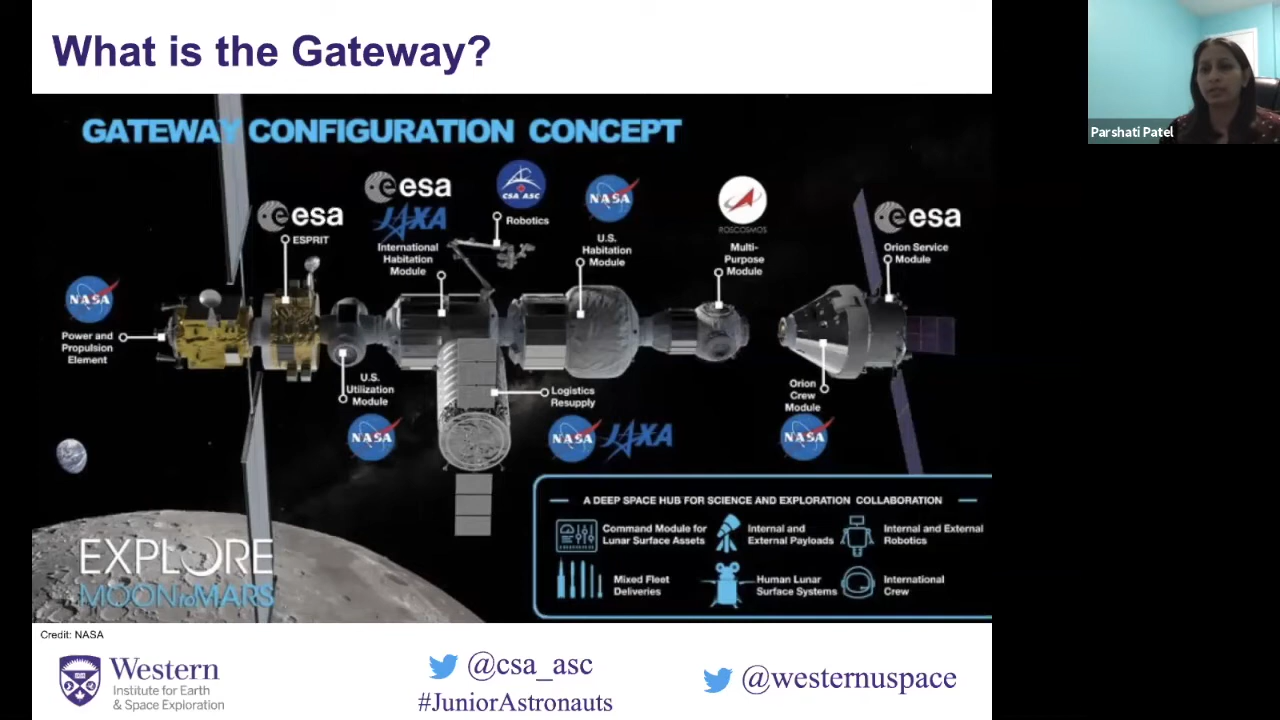 What is the Gateway?
Parshati Patel
GATEWAY CONFIGURATION CONCEPT
esa
ESPRIT
esa
JAXA
International
Habitation
Module
CSA ASC
Robotics
NASA
U.S.
Habitation
Module
ROSCOSMOS
Multi-
Purpose
Module
esa
Orion Service
Module
NASA
Power and
Propulsion
Element
U.S.
Utilization
Module
NASA
Logistics
Resupply
NASA
JAXA
Orion
Crew
Module
NASA
A DEEP SPACE HUB FOR SCIENCE AND EXPLORATION COLLABORATION
Command Module for
Lunar Surface Assets
Internal and
External Payloads
Internal and External
Robotics
Mixed Fleet
Deliveries
Human Lunar
Surface Systems
International
Crew
EXPLORE
MOONtoMARS
Credit: NASA
Western
Institute for Earth
& Space Exploration
@csa_asc
#JuniorAstronauts
@westernuspace